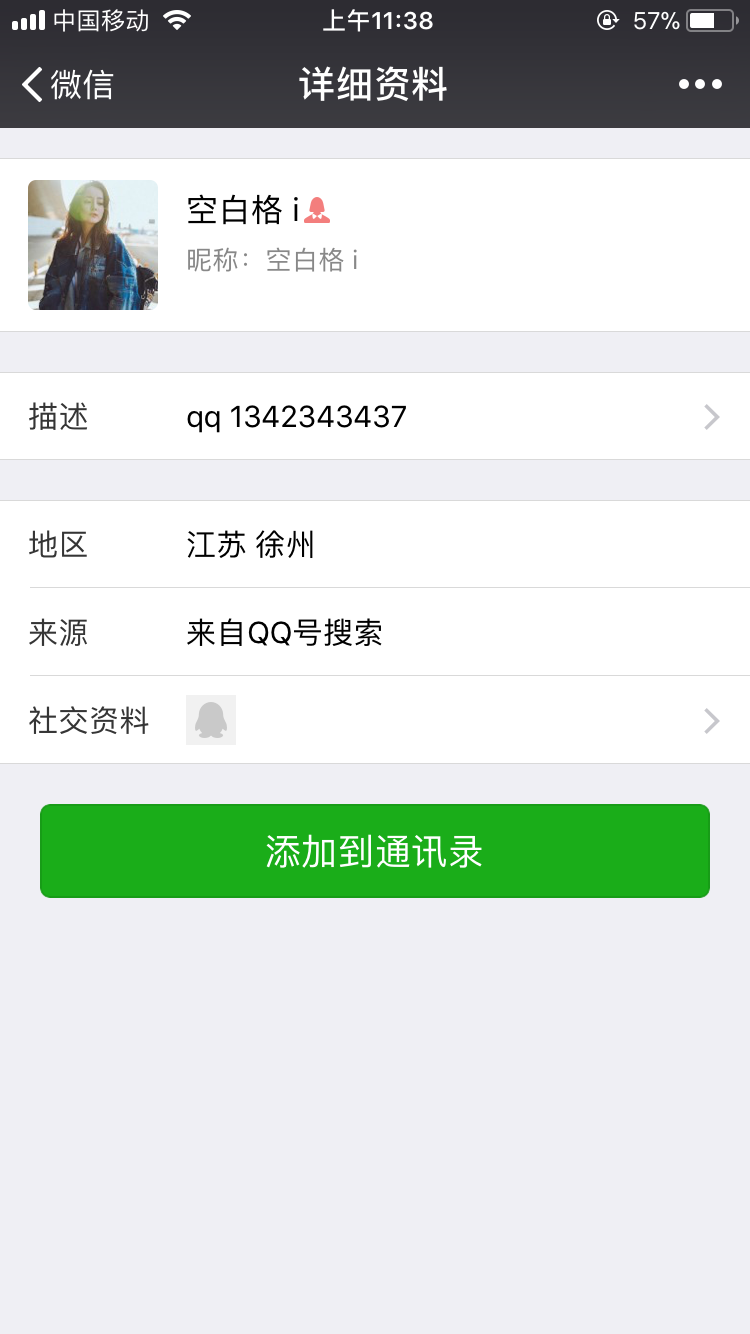 中国移动 上午11:38 57%
微信 详细资料
空白格 i
昵称：空白格 i
描述 qq 1342343437
地区 江苏 徐州
来源 来自QQ号搜索
社交资料
添加到通讯录